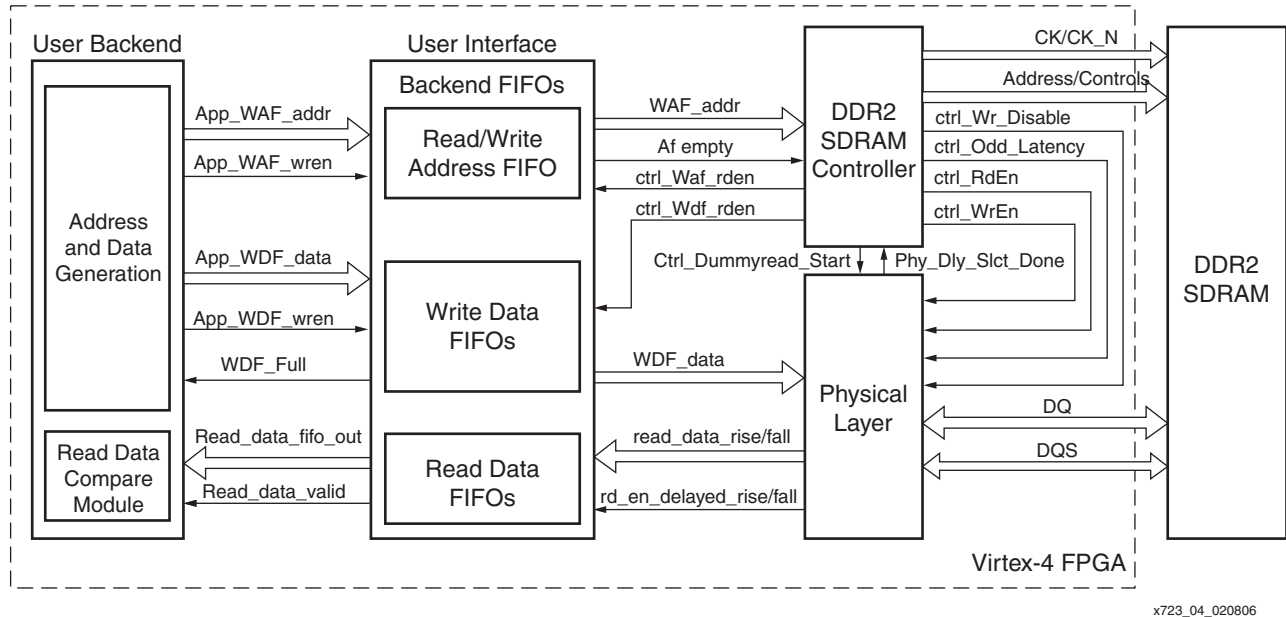 User Backend
User Interface
Backend FIFOs
Address
and Data
Generation
Read Data
Compare
Module
App_WAF_addr
App_WAF_wren
App_WDF_data
App_WDF_wren
WDF_Full
Read_data_fifo_out
Read_data_valid
Read/Write
Address FIFO
Write Data
FIFOs
Read Data
FIFOs
WAF_addr
Af empty
ctrl_Waf_rden
ctrl_Wdf_rden
Ctrl_Dummyread_Start
Phy_Dly_Slct_Done
WDF_data
read_data_rise/fall
rd_en_delayed_rise/fall
DDR2
SDRAM
Controller
Physical
Layer
CK/CK_N
Address/Controls
ctrl_Wr_Disable
ctrl_Odd_Latency
ctrl_RdEn
ctrl_WrEn
DQ
DQS
DDR2
SDRAM
Virtex-4 FPGA
x723_04_020806